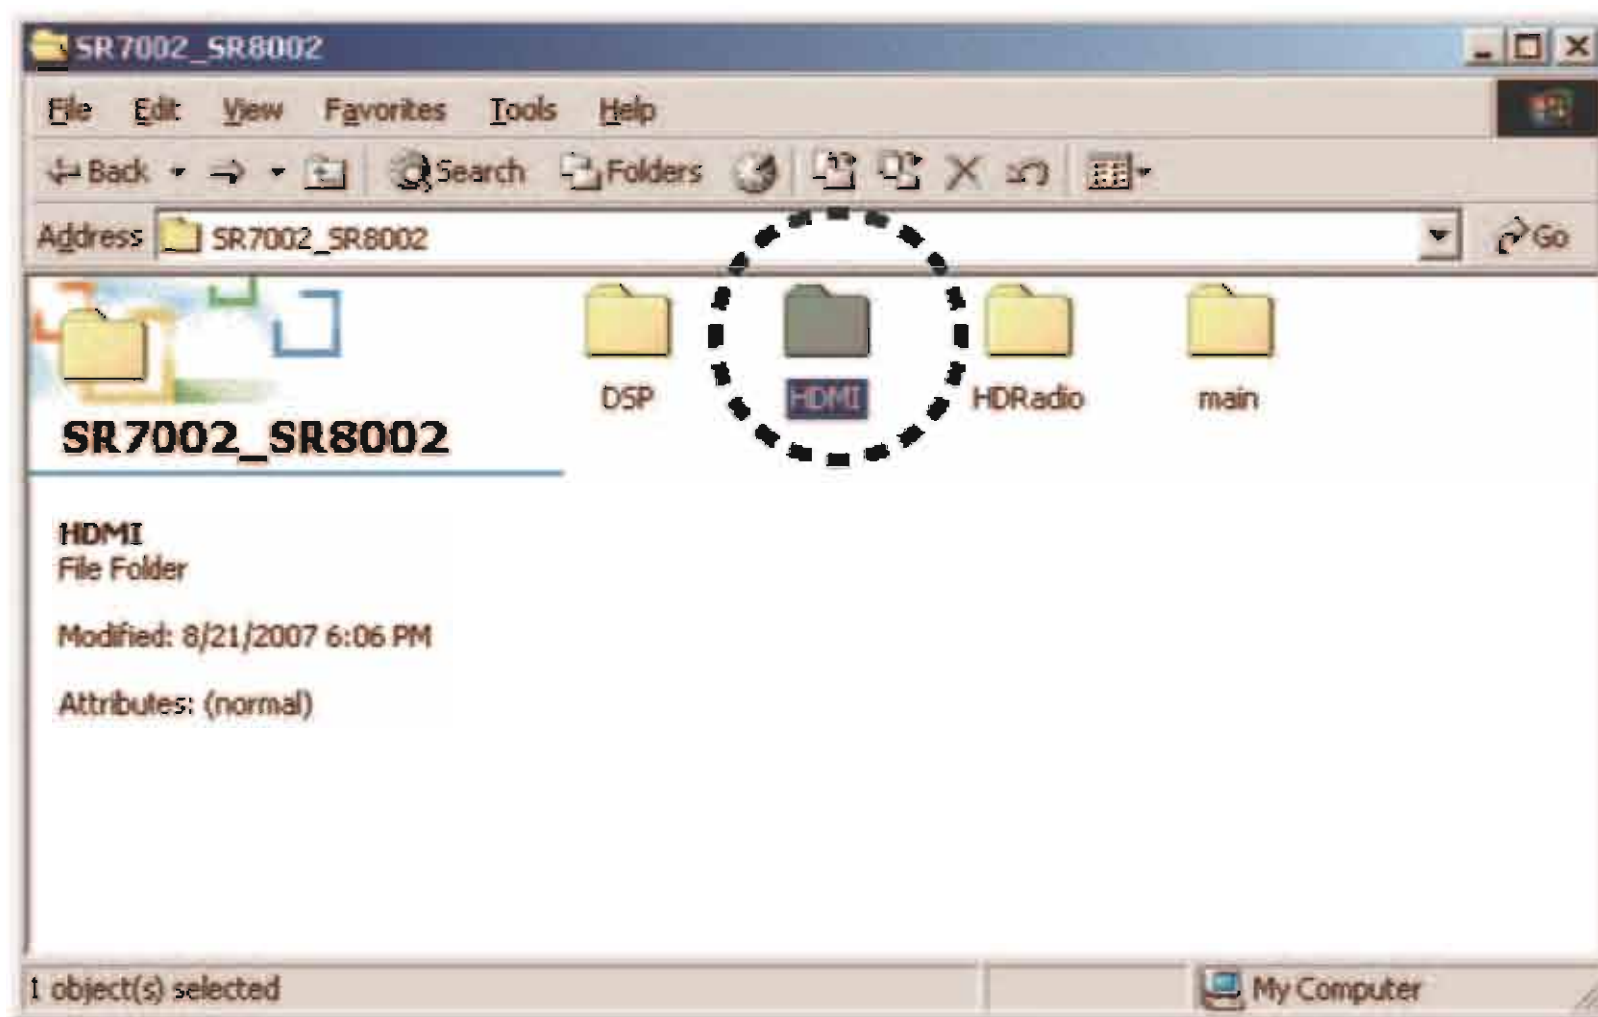 SR7002_SR8002
File Edit View Favorites Tools Help
Back Search Folders
Address SR7002_SR8002 Go
DSP HDMI HDRadio main
SR7002_SR8002
HDMI
File Folder
Modified: 8/21/2007 6:06 PM
Attributes: (normal)
1 object(s) selected My Computer